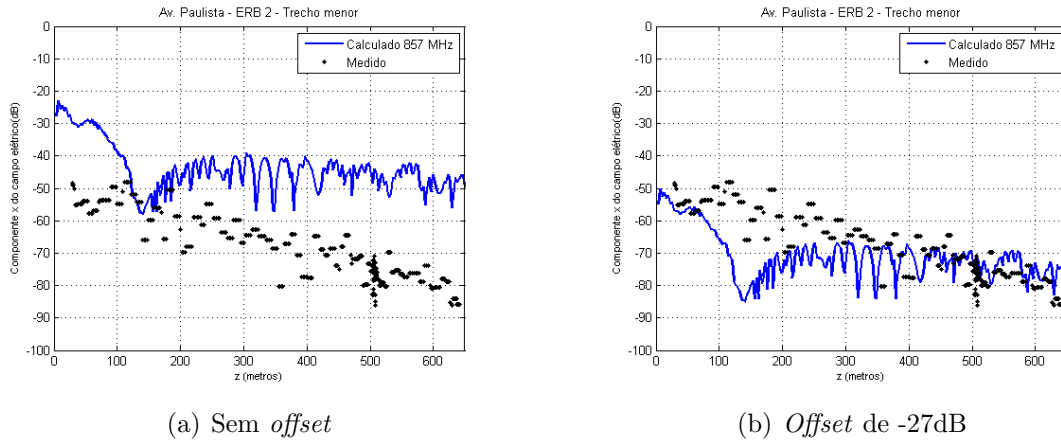 Av. Paulista - ERB 2 - Trecho menor
Componente x do campo elétrico(dB)
0
-10
-20
-30
-40
-50
-60
-70
-80
-90
-100
Calculado 857 MHz
Medido
0 100 200 300 400 500 600
z (metros)
(a) Sem offset
Av. Paulista - ERB 2 - Trecho menor
Componente x do campo elétrico(dB)
0
-10
-20
-30
-40
-50
-60
-70
-80
-90
-100
Calculado 857 MHz
Medido
0 100 200 300 400 500 600
z (metros)
(b) Offset de -27dB